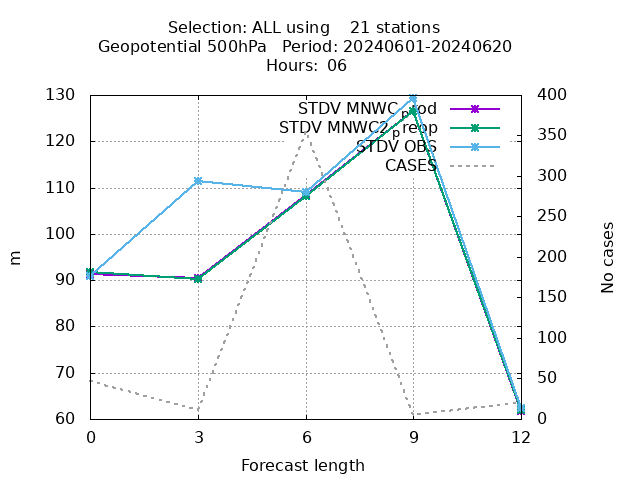 Selection: ALL using 21 stations
Geopotential 500hPa Period: 20240601-20240620
Hours: 06
STDV MNWC_prod
STDV MNWC2_preop
STDV OBS
CASES
130
120
110
100
90
80
70
60
400
350
300
250
200
150
100
50
0
m
No cases
0 3 6 9 12
Forecast length